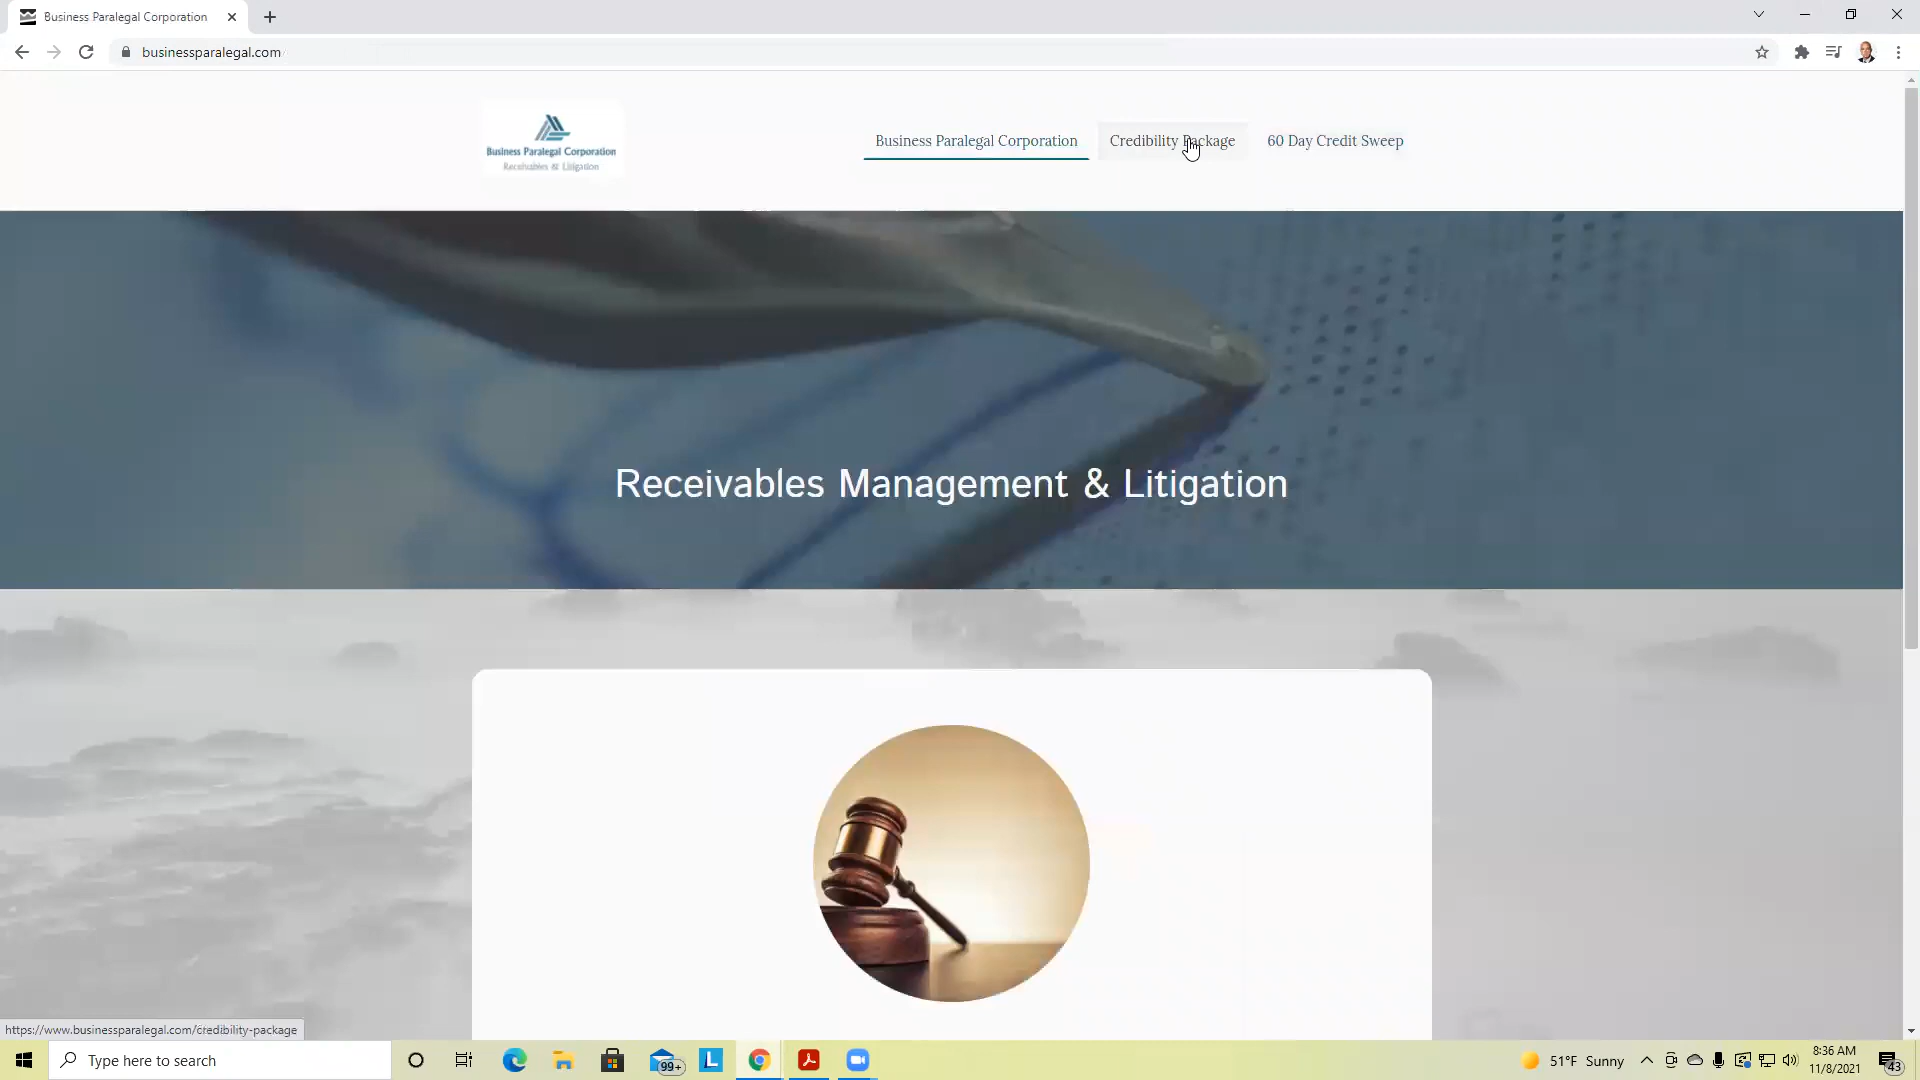 Business Paralegal Corporation
businessparalegal.com
Business Paralegal Corporation
Receivables & Litigation
Business Paralegal Corporation
Credibility Package
60 Day Credit Sweep
Receivables Management & Litigation
https://www.businessparalegal.com/credibility-package
Type here to search
99+
L
51°F Sunny
8:36 AM
11/8/2021
43